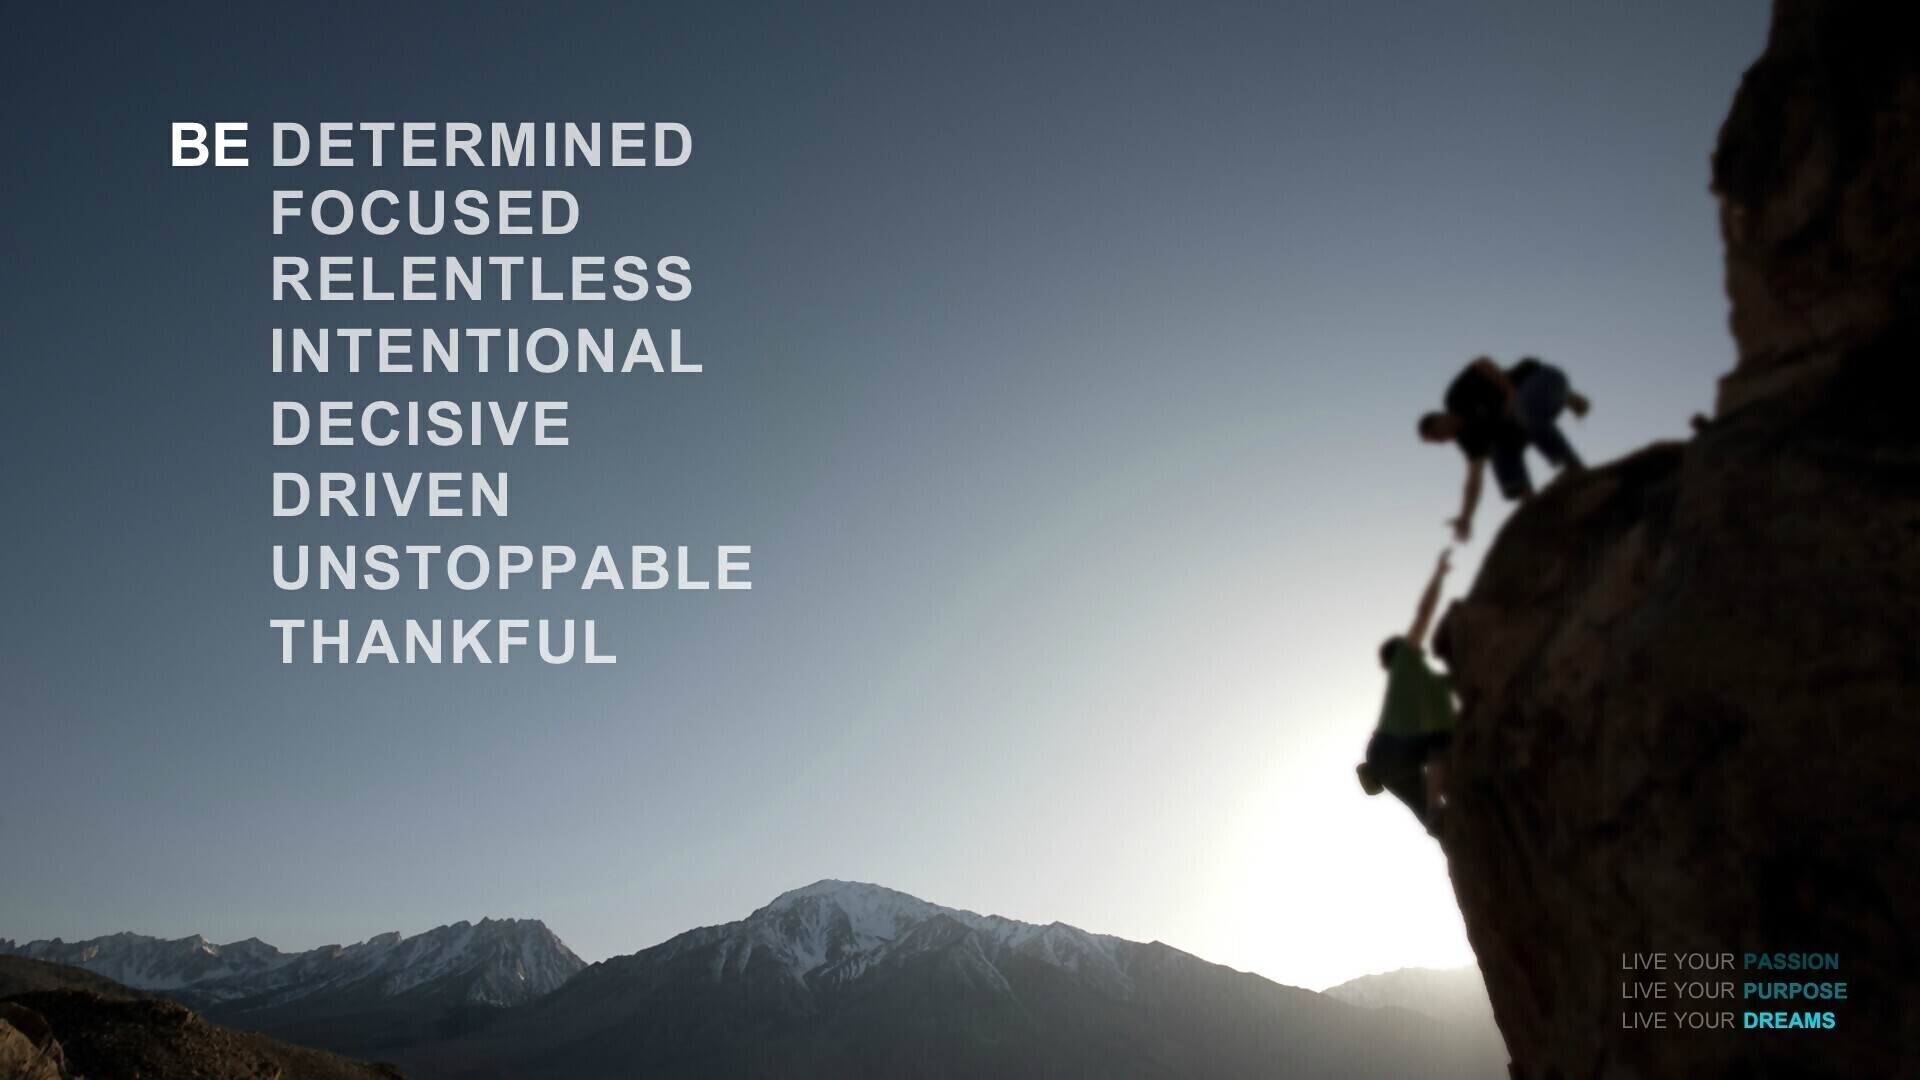 BE DETERMINED
FOCUSED
RELENTLESS
INTENTIONAL
DECISIVE
DRIVEN
UNSTOPPABLE
THANKFUL
LIVE YOUR PASSION
LIVE YOUR PURPOSE
LIVE YOUR DREAMS